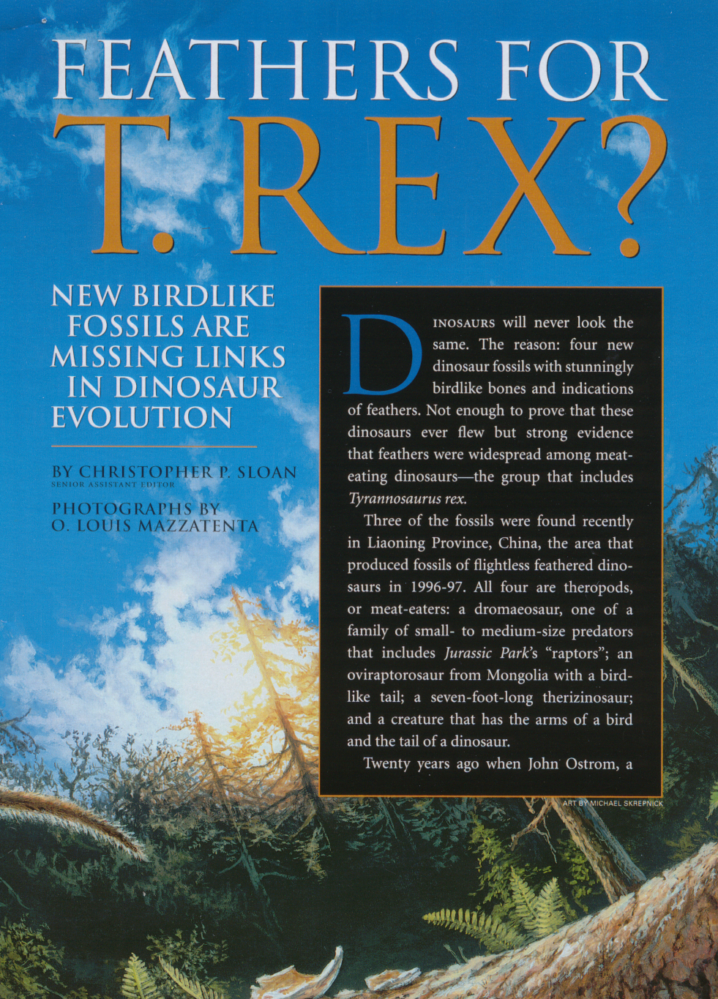 FEATHERS FOR
T. REX?
NEW BIRDLIKE
FOSSILS ARE
MISSING LINKS
IN DINOSAUR
EVOLUTION
BY CHRISTOPHER P. SLOAN
SENIOR ASSISTANT EDITOR
PHOTOGRAPHS BY
O. LOUIS MAZZATENTA
DINOSAURS will never look the
same. The reason: four new
dinosaur fossils with stunningly
birdlike bones and indications
of feathers. Not enough to prove that these
dinosaurs ever flew but strong evidence
that feathers were widespread among meat-
eating dinosaurs—the group that includes
Tyrannosaurus rex.
Three of the fossils were found recently
in Liaoning Province, China, the area that
produced fossils of flightless feathered dino-
saurs in 1996-97. All four are theropods,
or meat-eaters: a dromaeosaur, one of a
family of small- to medium-size predators
that includes Jurassic Park's “raptors”; an
oviraptorosaur from Mongolia with a bird-
like tail; a seven-foot-long therizinosaur;
and a creature that has the arms of a bird
and the tail of a dinosaur.
Twenty years ago when John Ostrom, a
ART BY MICHAEL SKREPNICK